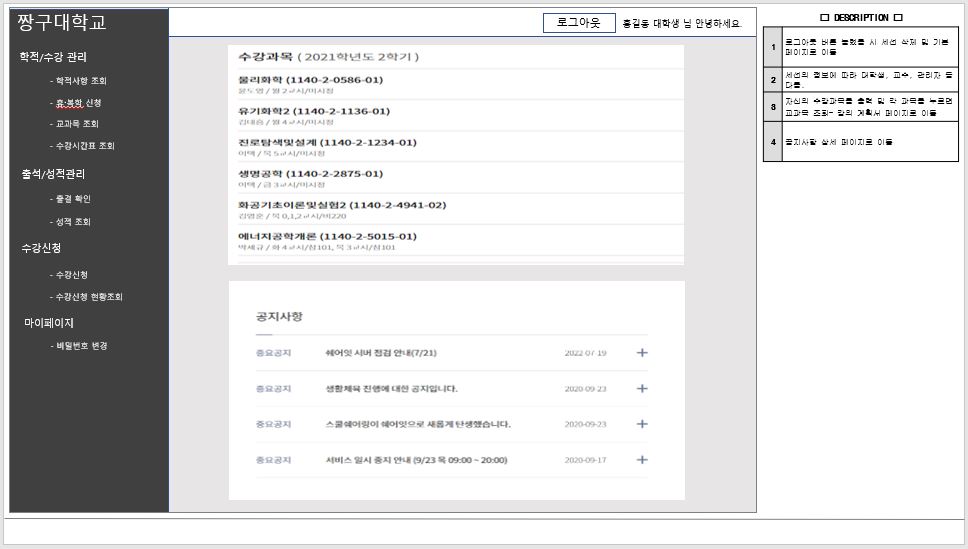 짱구대학교
로그아웃
홍길동 대학생 님 안녕하세요.
학적/수강 관리
- 학적사항 조회
- 휴·복학 신청
- 교과목 조회
- 수강시간표 조회
출석/성적관리
- 출결 확인
- 성적 조회
수강신청
- 수강신청
- 수강신청 현황조회
마이페이지
- 비밀번호 변경
수강과목 ( 2021학년도 2학기 )
물리화학 (1140-2-0586-01)
윤도영 / 월 2교시/미지정
유기화학2 (1140-2-1136-01)
김대승 / 월 4교시/미지정
진로탐색및설계 (1140-2-1234-01)
이택 / 목 5교시/미지정
생명공학 (1140-2-2875-01)
이택 / 금 3교시/미지정
화공기초이론및실험2 (1140-2-4941-02)
김영훈 / 목 0,1,2교시/비220
에너지공학개론 (1140-2-5015-01)
박세규 / 화 4교시/참101, 목 3교시/참101
공지사항
중요공지 쉐어잇 서버 점검 안내(7/21) 2022-07-19 +
중요공지 생활체육 진행에 대한 공지입니다. 2020-09-23 +
중요공지 스쿨쉐어링이 쉐어잇으로 새롭게 탄생했습니다. 2020-09-23 +
중요공지 서비스 일시 중지 안내 (9/23 목 09:00 ~ 20:00) 2020-09-17 +
□ DESCRIPTION □
1 로그아웃 버튼 눌렀을 시 세션 삭제 및 기본
페이지로 이동
2 세션의 정보에 따라 대학생, 교수, 관리자 등
다름.
3 자신의 수강과목을 출력 및 각 과목을 누르면
교과목 조회- 강의 계획서 페이지로 이동
4 공지사항 상세 페이지로 이동